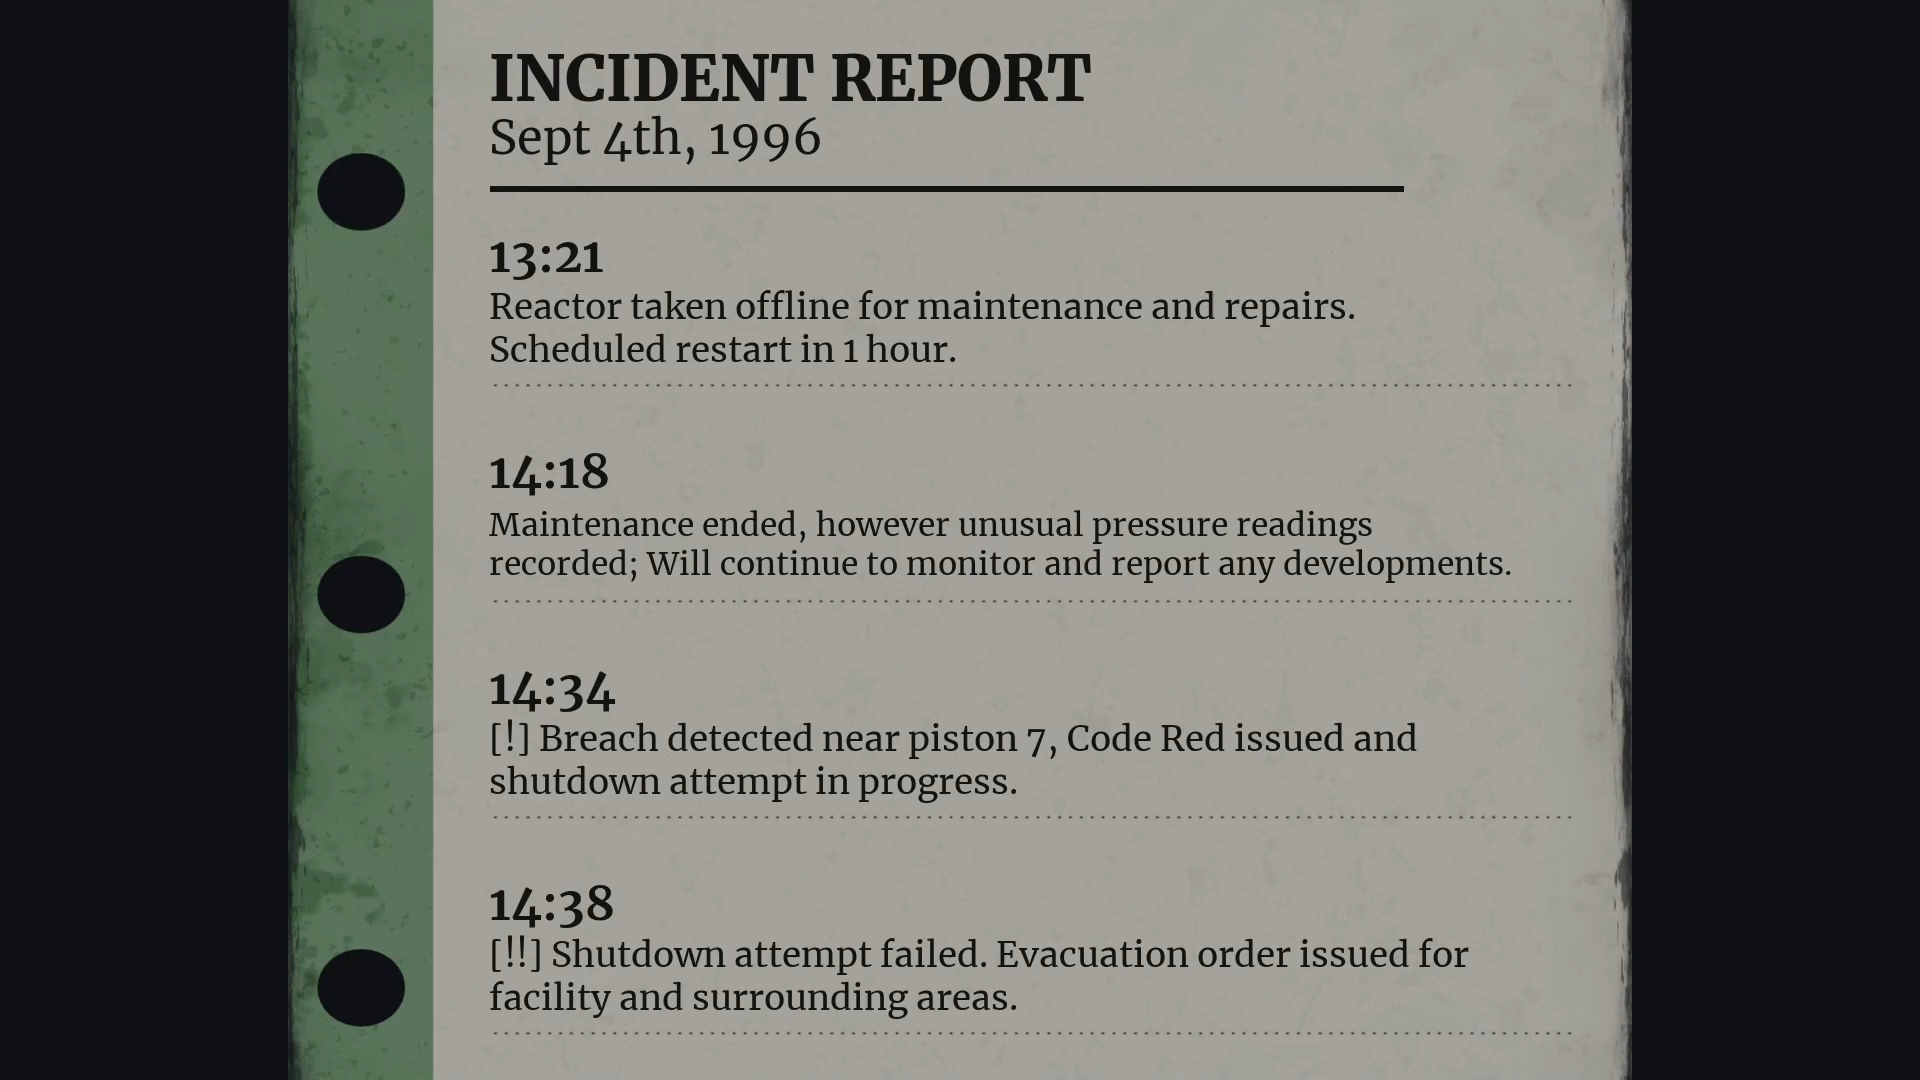 INCIDENT REPORT
Sept 4th, 1996
13:21
Reactor taken offline for maintenance and repairs.
Scheduled restart in 1 hour.
14:18
Maintenance ended, however unusual pressure readings
recorded; Will continue to monitor and report any developments.
14:34
[!] Breach detected near piston 7, Code Red issued and
shutdown attempt in progress.
14:38
[!!] Shutdown attempt failed. Evacuation order issued for
facility and surrounding areas.